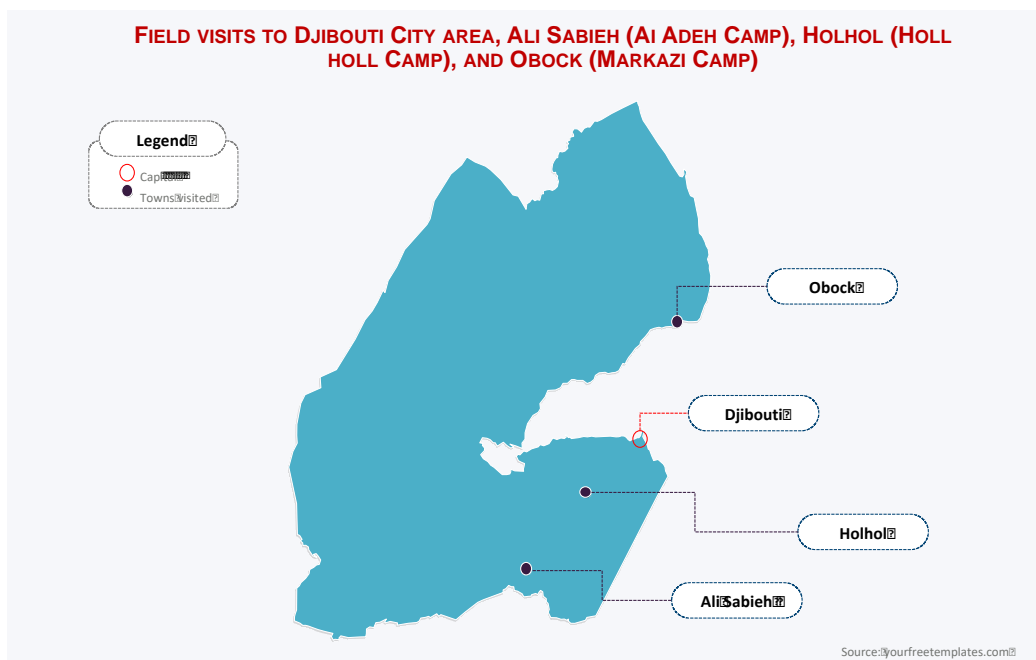 FIELD VISITS TO DJIBOUTI CITY AREA, ALI SABIEH (AI ADEH CAMP), HOLHOL (HOLL
HOLL CAMP), AND OBOCK (MARKAZI CAMP)
Legend
Towns visited
Obock
Djibouti
Holhol
Ali Sabieh
Source: yourfreetemplates.com